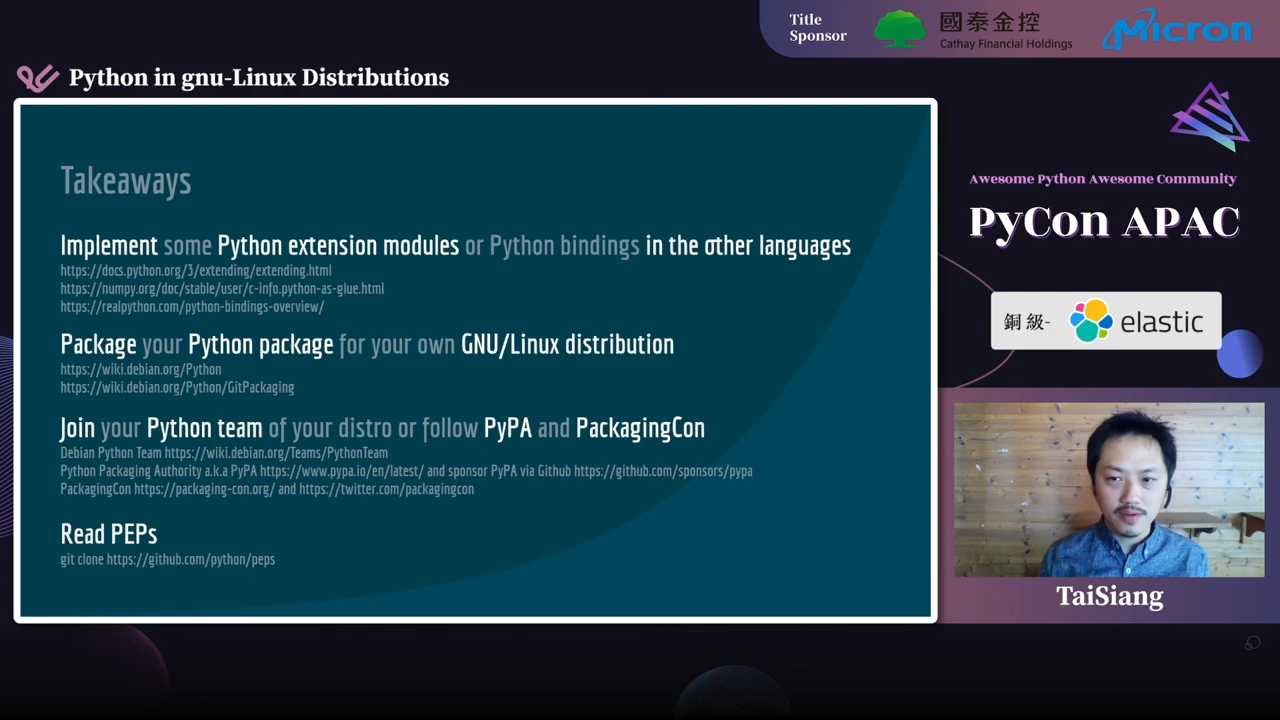 Title
Sponsor
國泰金控
Cathay Financial Holdings
Micron
Python in gnu-Linux Distributions
Takeaways
Implement some Python extension modules or Python bindings in the other languages
https://docs.python.org/3/extending/extending.html
https://numpy.org/doc/stable/user/c-info.python-as-glue.html
https://realpython.com/python-bindings-overview/
Package your Python package for your own GNU/Linux distribution
https://wiki.debian.org/Python
https://wiki.debian.org/Python/GitPackaging
Join your Python team of your distro or follow PyPA and PackagingCon
Debian Python Team https://wiki.debian.org/Teams/PythonTeam
Python Packaging Authority a.k.a PyPA https://www.pypa.io/en/latest/ and sponsor PyPA via Github https://github.com/sponsors/pypa
PackagingCon https://packaging-con.org/ and https://twitter.com/packagingcon
Read PEPs
git clone https://github.com/python/peps
Awesome Python Awesome Community
PyCon APAC
銅級- elastic
TaiSiang